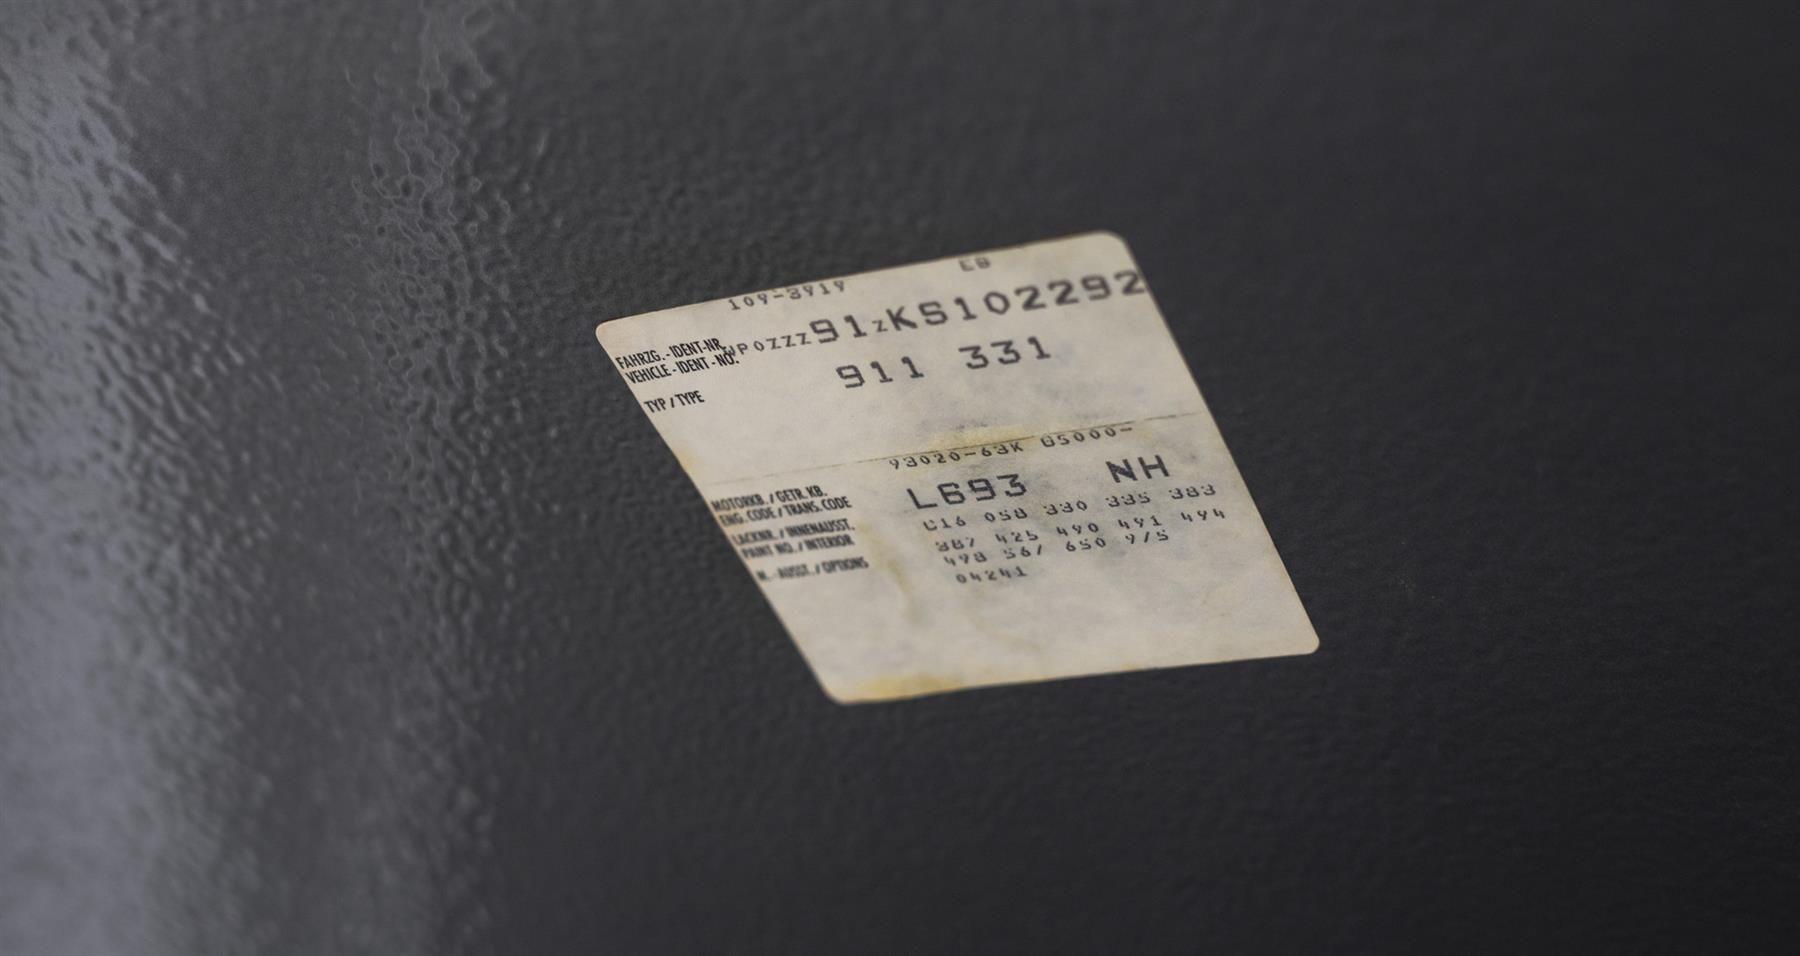 109-3919 EB
FAHRZG.-IDENT-NR.
VEHICLE-IDENT-NO.
WP0ZZZ91ZKS102292
TYP / TYPE
911 331
93020-63K 05000-
MOTORKB. / GETR. KB.
ENG. CODE / TRANS. CODE
L693 NH
LACKNR. / INNENAUSST.
PAINT NO. / INTERIOR
M.-AUSST. / OPTIONS
C16 058 330 335 383
387 425 490 491 494
498 567 650 975
04241